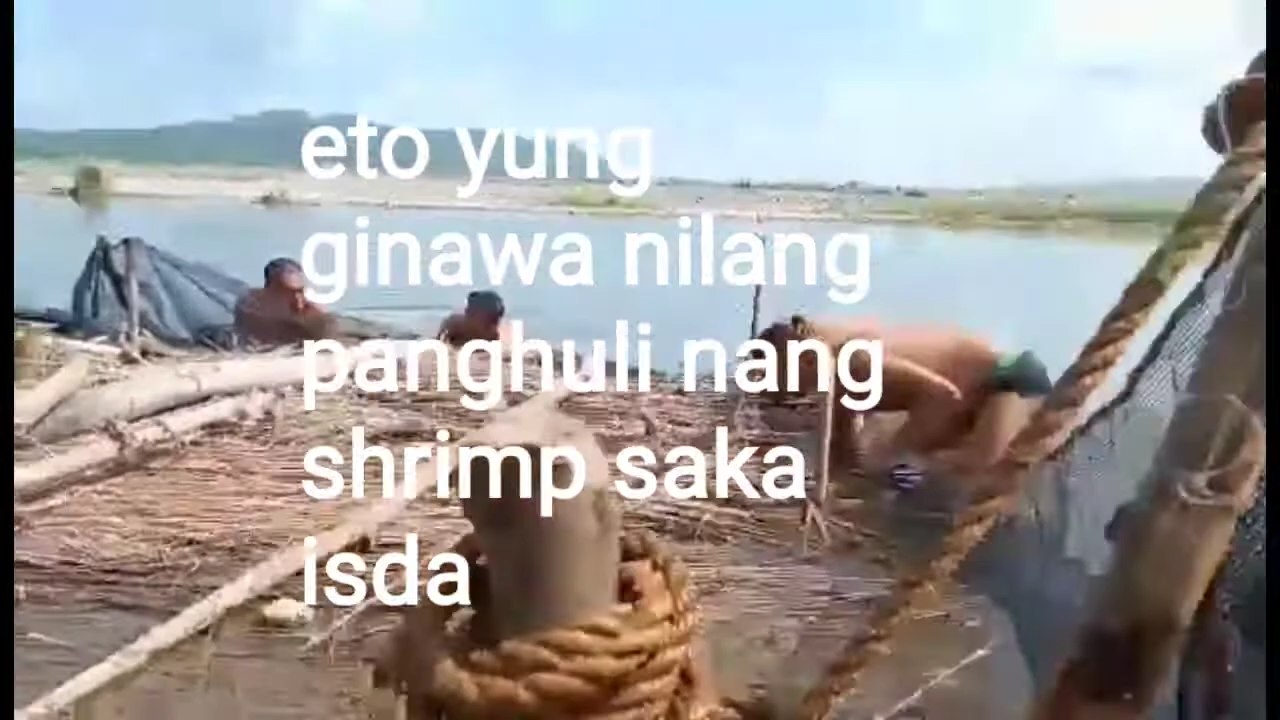 eto yung
ginawa nilang
panghuli nang
shrimp saka
isda